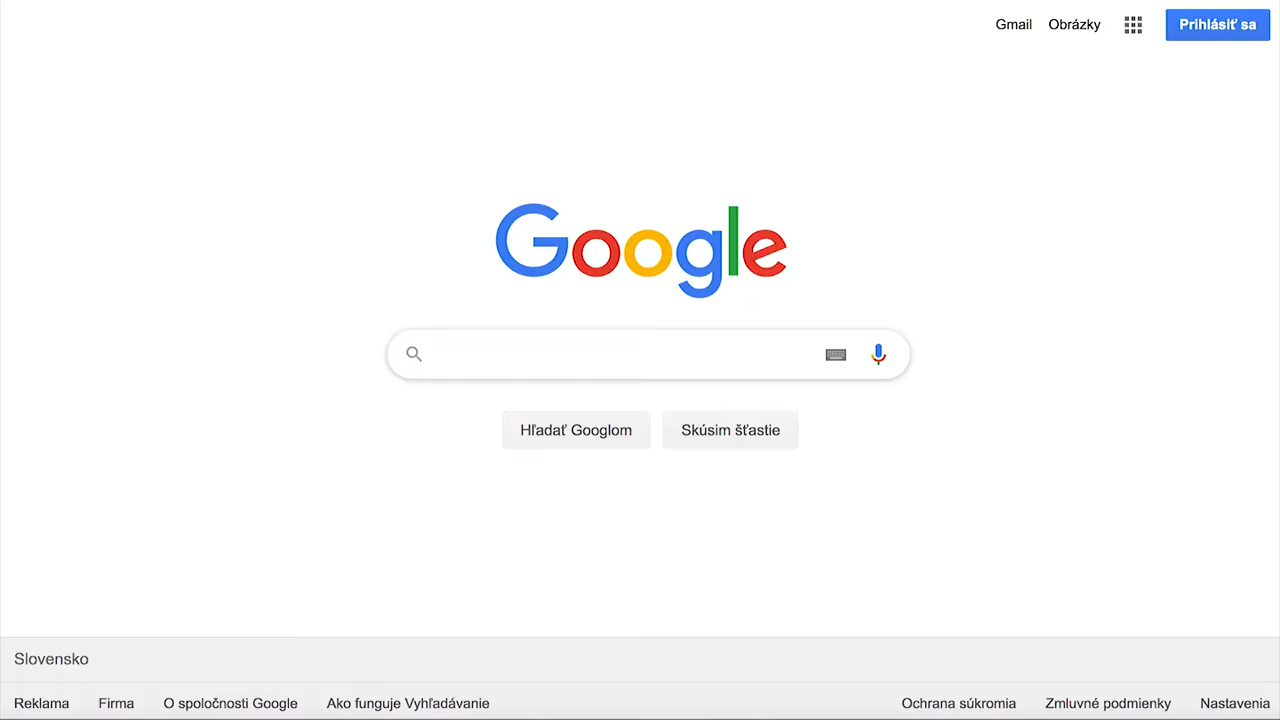 Gmail Obrázky Prihlásiť sa
Google
Hľadať Googlom Skúsim šťastie
Slovensko
Reklama Firma O spoločnosti Google Ako funguje Vyhľadávanie Ochrana súkromia Zmluvné podmienky Nastavenia